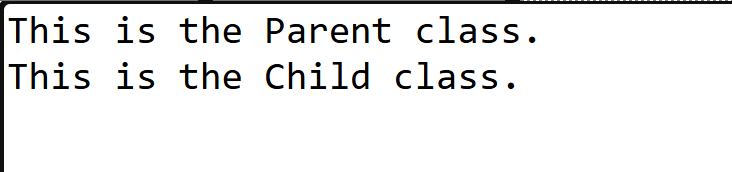 This is the Parent class.
This is the Child class.